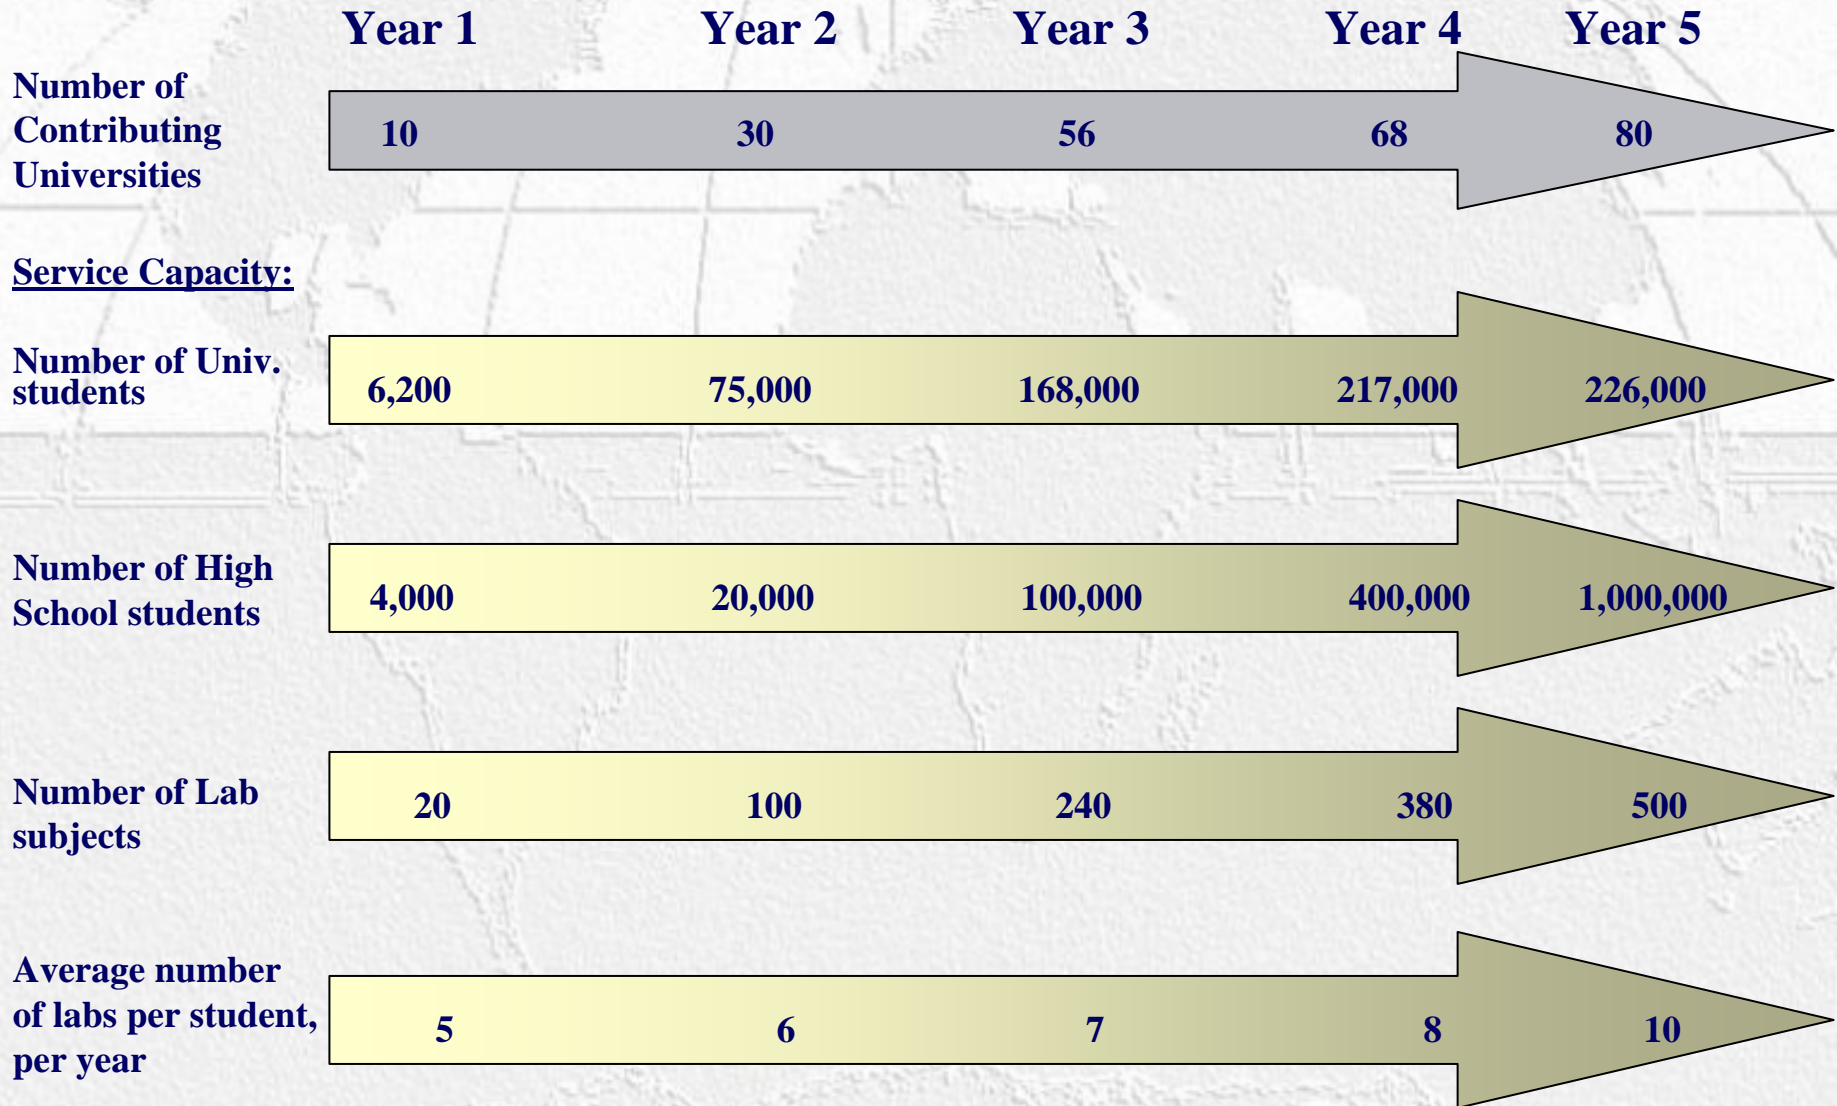 Year 1 Year 2 Year 3 Year 4 Year 5
Number of
Contributing
Universities
10 30 56 68 80
Service Capacity:
Number of Univ.
students
6,200 75,000 168,000 217,000 226,000
Number of High
School students
4,000 20,000 100,000 400,000 1,000,000
Number of Lab
subjects
20 100 240 380 500
Average number
of labs per student,
per year
5 6 7 8 10